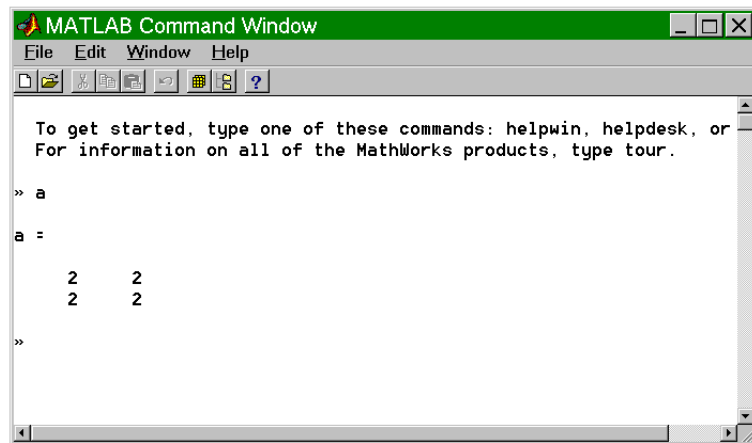 MATLAB Command Window
File Edit Window Help
To get started, type one of these commands: helpwin, helpdesk, or
For information on all of the MathWorks products, type tour.
» a
a =
2 2
2 2
»